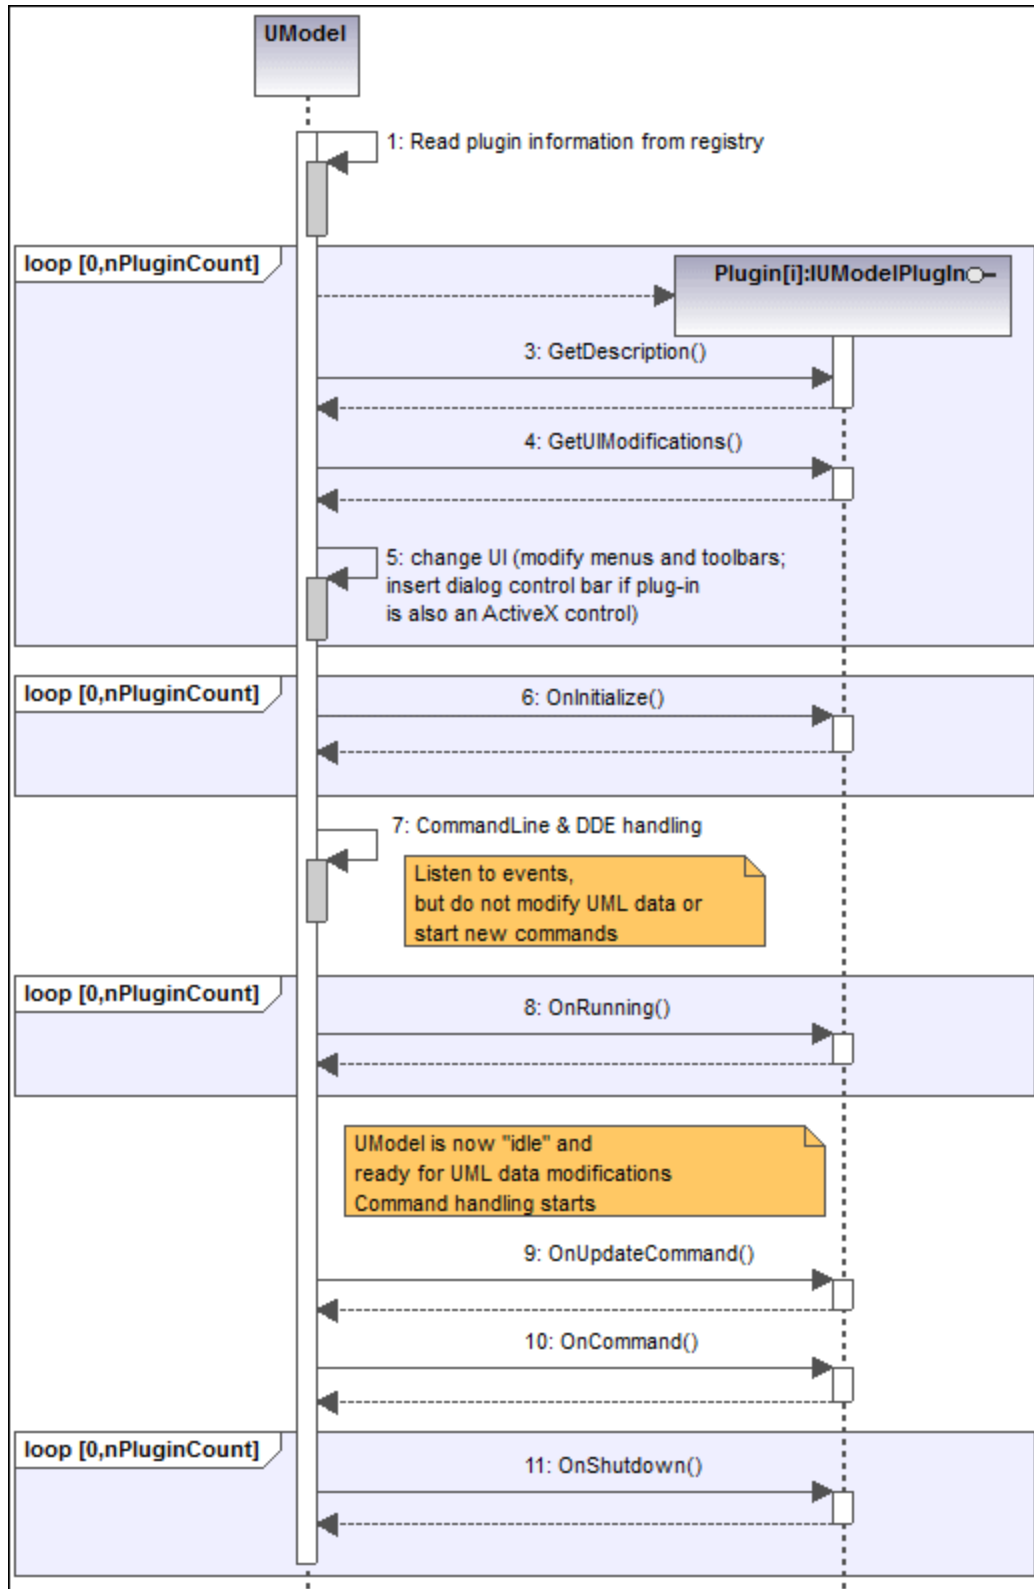 UModel
1: Read plugin information from registry
loop [0,nPluginCount]
Plugin[i]:IUModelPlugIn
3: GetDescription()
4: GetUIModifications()
5: change UI (modify menus and toolbars;
insert dialog control bar if plug-in
is also an ActiveX control)
loop [0,nPluginCount]
6: OnInitialize()
7: CommandLine & DDE handling
Listen to events,
but do not modify UML data or
start new commands
loop [0,nPluginCount]
8: OnRunning()
UModel is now "idle" and
ready for UML data modifications
Command handling starts
9: OnUpdateCommand()
10: OnCommand()
loop [0,nPluginCount]
11: OnShutdown()